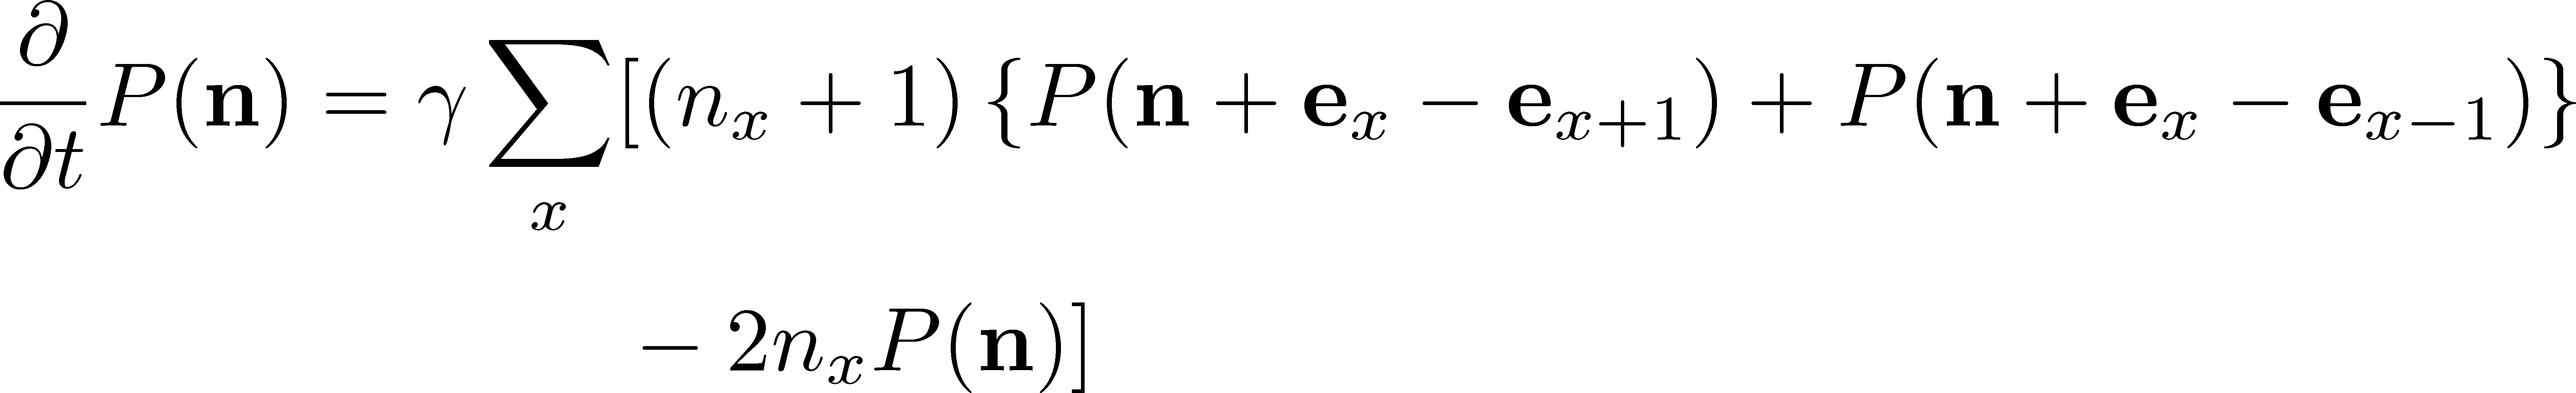 \frac{\partial}{\partial t} P(\mathbf{n}) = \gamma \sum_{x} [(n_x + 1) \{ P(\mathbf{n} + \mathbf{e}_x - \mathbf{e}_{x+1}) + P(\mathbf{n} + \mathbf{e}_x - \mathbf{e}_{x-1}) \}
- 2 n_x P(\mathbf{n})]